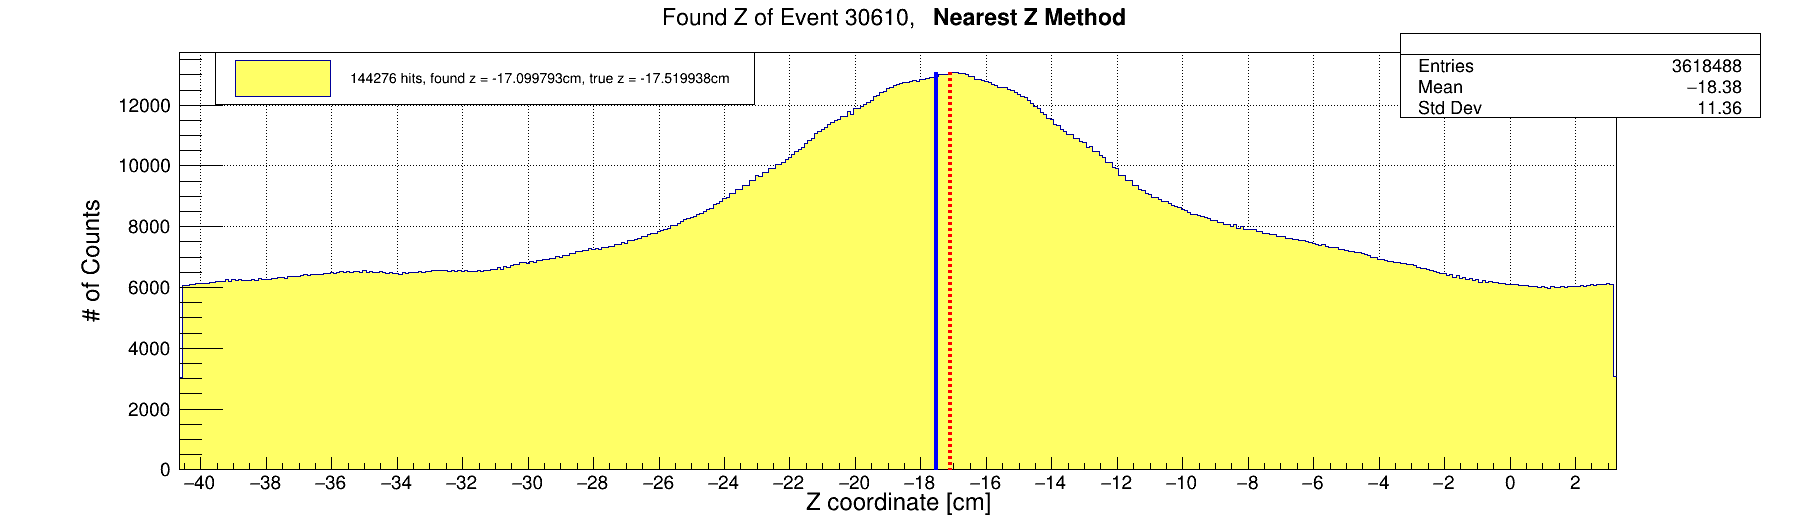 Found Z of Event 30610, Nearest Z Method
144276 hits, found z = -17.099793cm, true z = -17.519938cm
Entries 3618488
Mean −18.38
Std Dev 11.36
# of Counts
12000
10000
8000
6000
4000
2000
0
−40 −38 −36 −34 −32 −30 −28 −26 −24 −22 −20 −18 −16 −14 −12 −10 −8 −6 −4 −2 0 2
Z coordinate [cm]